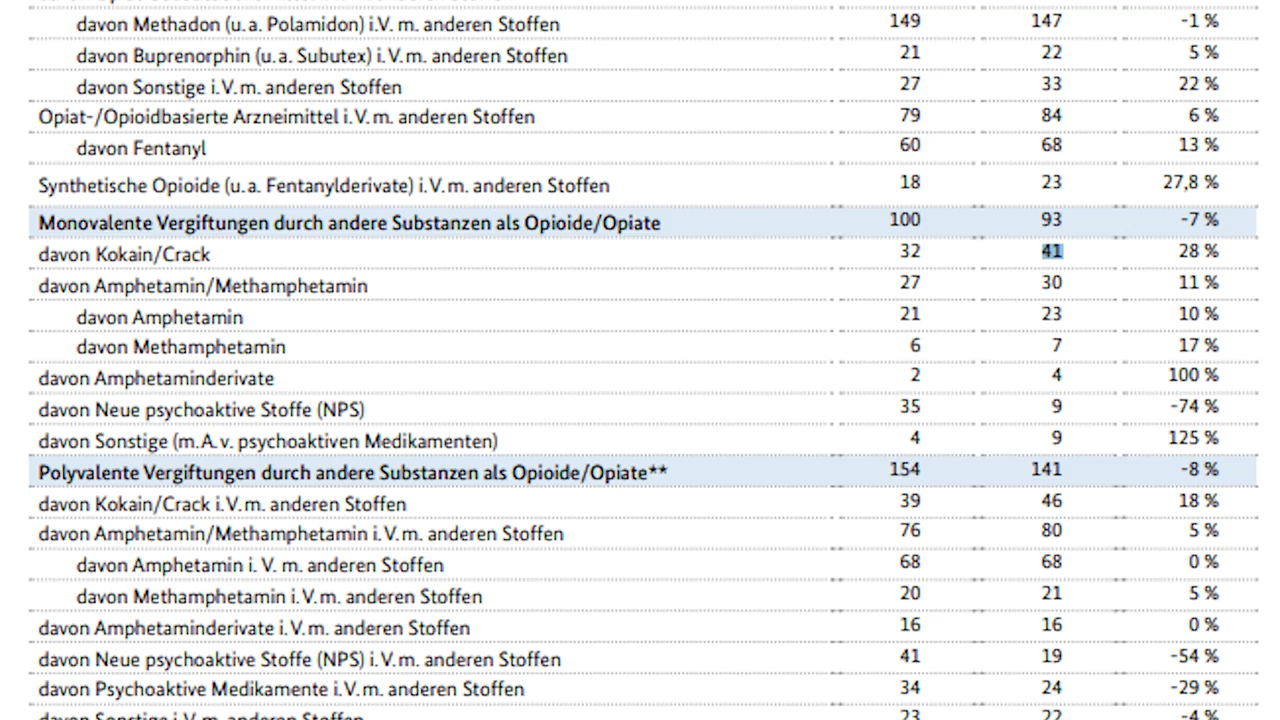 davon Methadon (u.a. Polamidon) i.V.m. anderen Stoffen 149 147 -1 %
davon Buprenorphin (u.a. Subutex) i.V.m. anderen Stoffen 21 22 5 %
davon Sonstige i.V.m. anderen Stoffen 27 33 22 %
Opiat-/Opioidbasierte Arzneimittel i.V.m. anderen Stoffen 79 84 6 %
davon Fentanyl 60 68 13 %
Synthetische Opioide (u.a. Fentanylderivate) i.V.m. anderen Stoffen 18 23 27,8 %
Monovalente Vergiftungen durch andere Substanzen als Opioide/Opiate 100 93 -7 %
davon Kokain/Crack 32 41 28 %
davon Amphetamin/Methamphetamin 27 30 11 %
davon Amphetamin 21 23 10 %
davon Methamphetamin 6 7 17 %
davon Amphetaminderivate 2 4 100 %
davon Neue psychoaktive Stoffe (NPS) 35 9 -74 %
davon Sonstige (m.A.v. psychoaktiven Medikamenten) 4 9 125 %
Polyvalente Vergiftungen durch andere Substanzen als Opioide/Opiate** 154 141 -8 %
davon Kokain/Crack i.V.m. anderen Stoffen 39 46 18 %
davon Amphetamin/Methamphetamin i.V.m. anderen Stoffen 76 80 5 %
davon Amphetamin i. V. m. anderen Stoffen 68 68 0 %
davon Methamphetamin i.V.m. anderen Stoffen 20 21 5 %
davon Amphetaminderivate i.V.m. anderen Stoffen 16 16 0 %
davon Neue psychoaktive Stoffe (NPS) i.V.m. anderen Stoffen 41 19 -54 %
davon Psychoaktive Medikamente i.V.m. anderen Stoffen 34 24 -29 %
davon Sonstige i.V.m. anderen Stoffen 23 22 -4 %